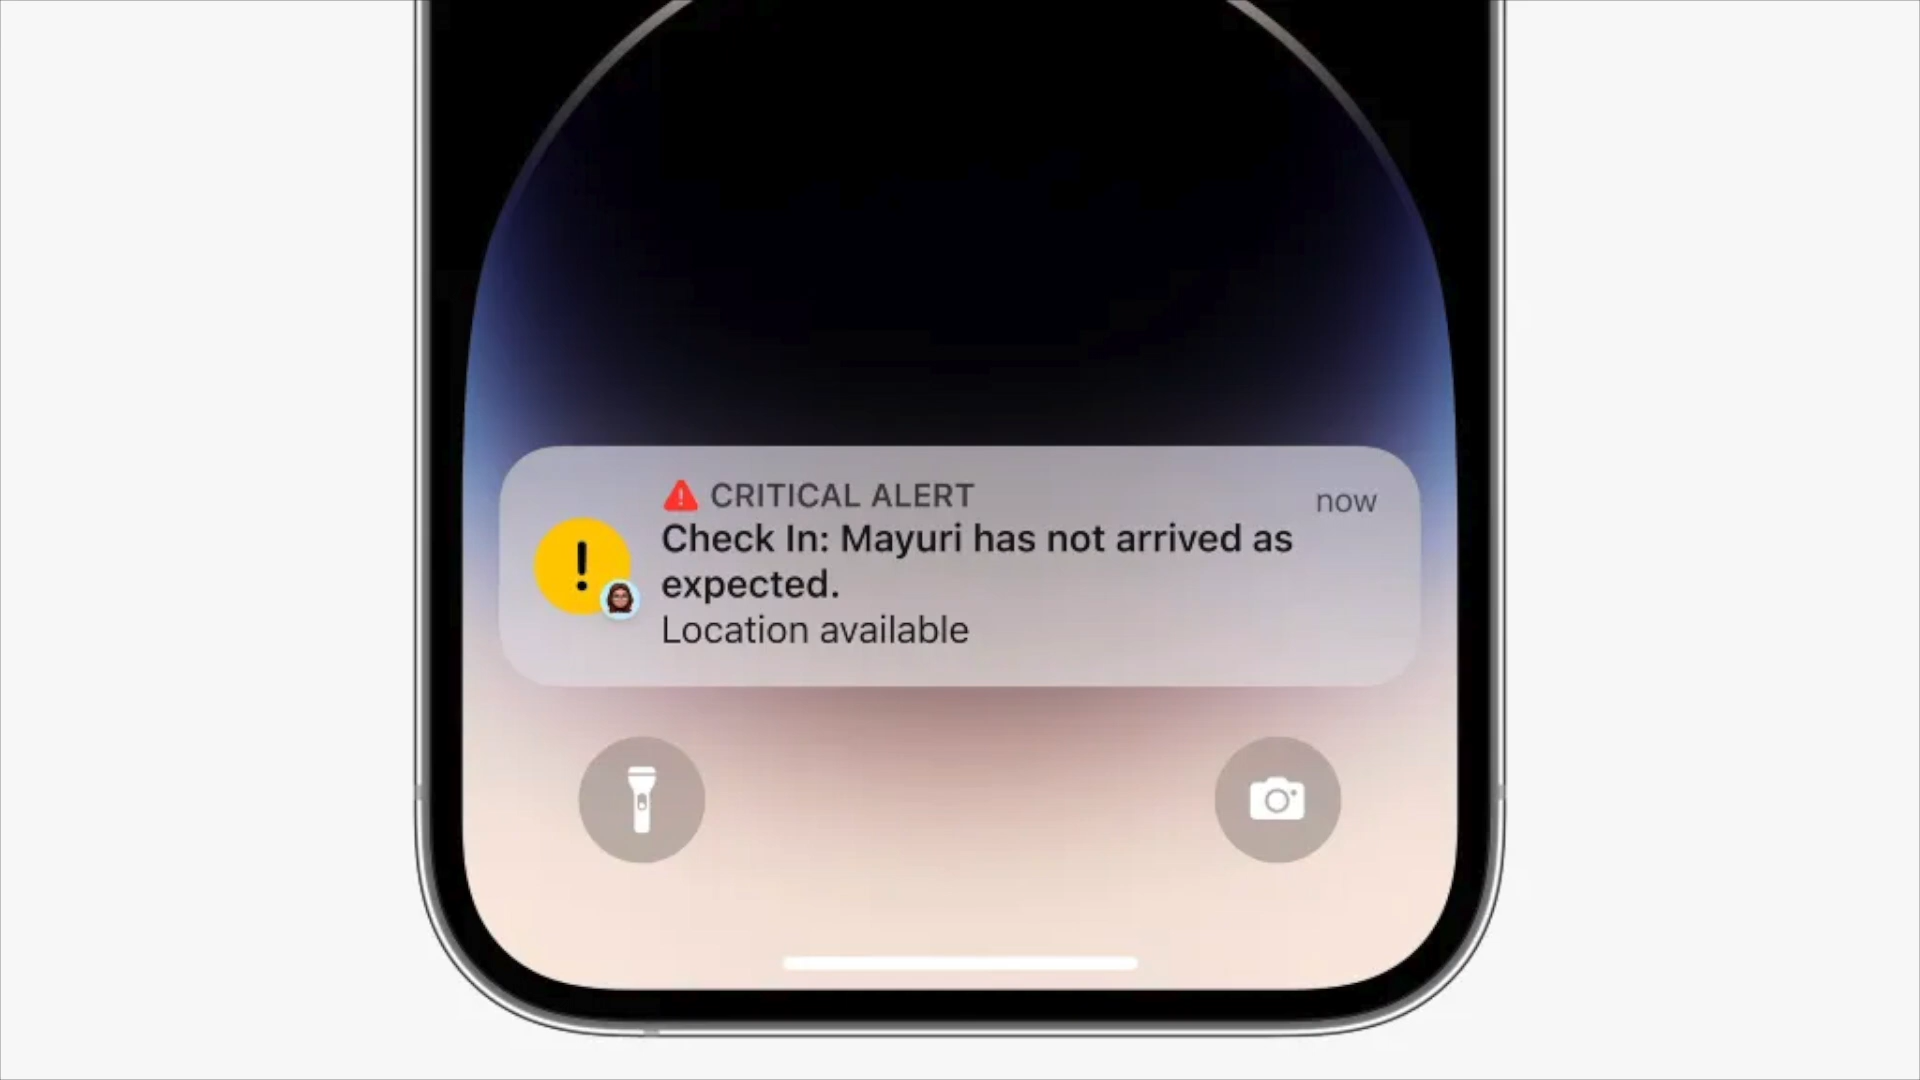 CRITICAL ALERT
now
Check In: Mayuri has not arrived as
expected.
Location available